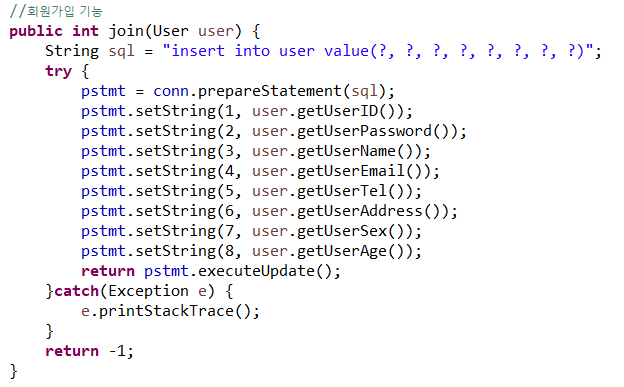 //회원가입 기능
public int join(User user) {
String sql = "insert into user value(?, ?, ?, ?, ?, ?, ?, ?)";
try {
pstmt = conn.prepareStatement(sql);
pstmt.setString(1, user.getUserID());
pstmt.setString(2, user.getUserPassword());
pstmt.setString(3, user.getUserName());
pstmt.setString(4, user.getUserEmail());
pstmt.setString(5, user.getUserTel());
pstmt.setString(6, user.getUserAddress());
pstmt.setString(7, user.getUserSex());
pstmt.setString(8, user.getUserAge());
return pstmt.executeUpdate();
}catch(Exception e) {
e.printStackTrace();
}
return -1;
}